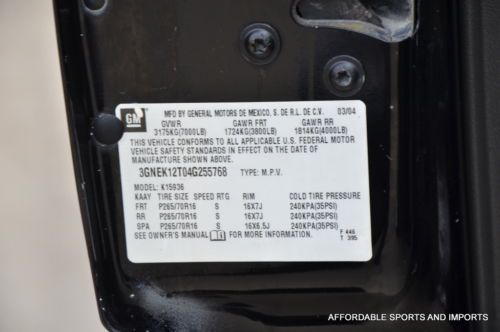 GM
MFD BY GENERAL MOTORS DE MEXICO, S. DE R.L. DE C.V. 03/04
GVWR GAWR FRT GAWR RR
3175KG(7000LB) 1724KG(3800LB) 1814KG(4000LB)
THIS VEHICLE CONFORMS TO ALL APPLICABLE U.S. FEDERAL MOTOR
VEHICLE SAFETY STANDARDS IN EFFECT ON THE DATE OF
MANUFACTURE SHOWN ABOVE.
3GNEK12T04G255768 TYPE: M.P.V.
MODEL: K15936
KAAY TIRE SIZE SPEED RTG RIM COLD TIRE PRESSURE
FRT P265/70R16 S 16X7J 240KPA(35PSI)
RR P265/70R16 S 16X7J 240KPA(35PSI)
SPA P265/70R16 S 16X6.5J 240KPA(35PSI)
SEE OWNER'S MANUAL FOR MORE INFORMATION.
F 446
T 395
AFFORDABLE SPORTS AND IMPORTS